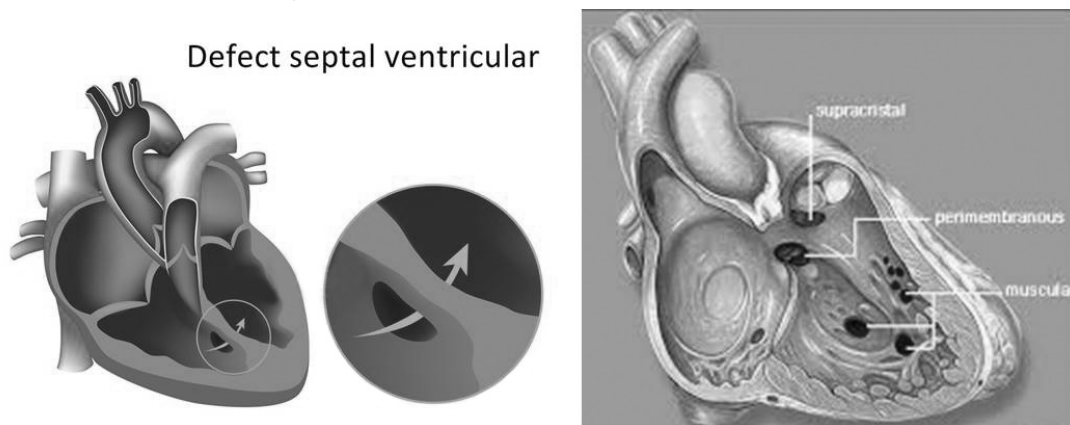 Defect septal ventricular
supracristal
perimembranous
muscula